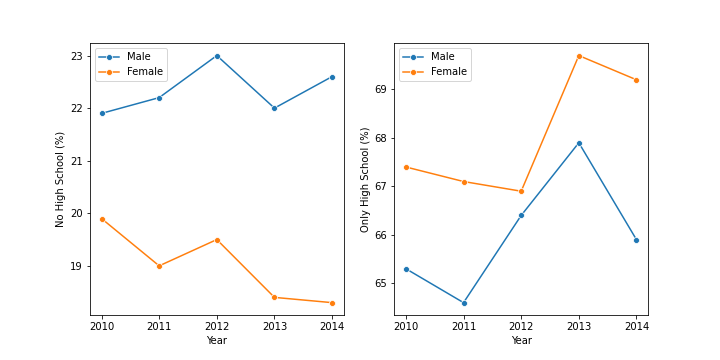 Male
Female
23
22
21
20
19
No High School (%)
2010 2011 2012 2013 2014
Year
Male
Female
69
68
67
66
65
Only High School (%)
2010 2011 2012 2013 2014
Year